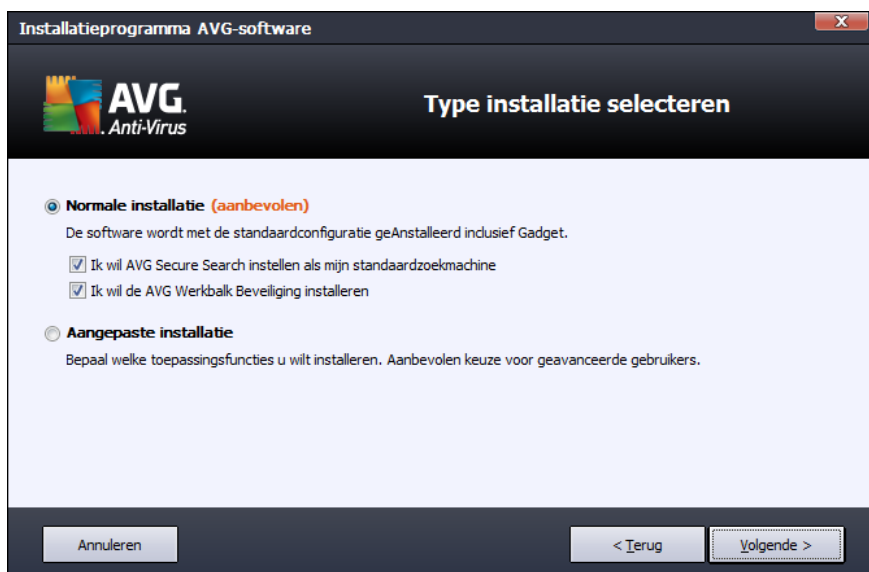 Installatieprogramma AVG-software
X
AVG.
Anti-Virus
Type installatie selecteren
Normale installatie (aanbevolen)
De software wordt met de standaardconfiguratie geAnstalleerd inclusief Gadget.
Ik wil AVG Secure Search instellen als mijn standaardzoekmachine
Ik wil de AVG Werkbalk Beveiliging installeren
Aangepaste installatie
Bepaal welke toepassingsfuncties u wilt installeren. Aanbevolen keuze voor geavanceerde gebruikers.
Annuleren
< Terug
Volgende >